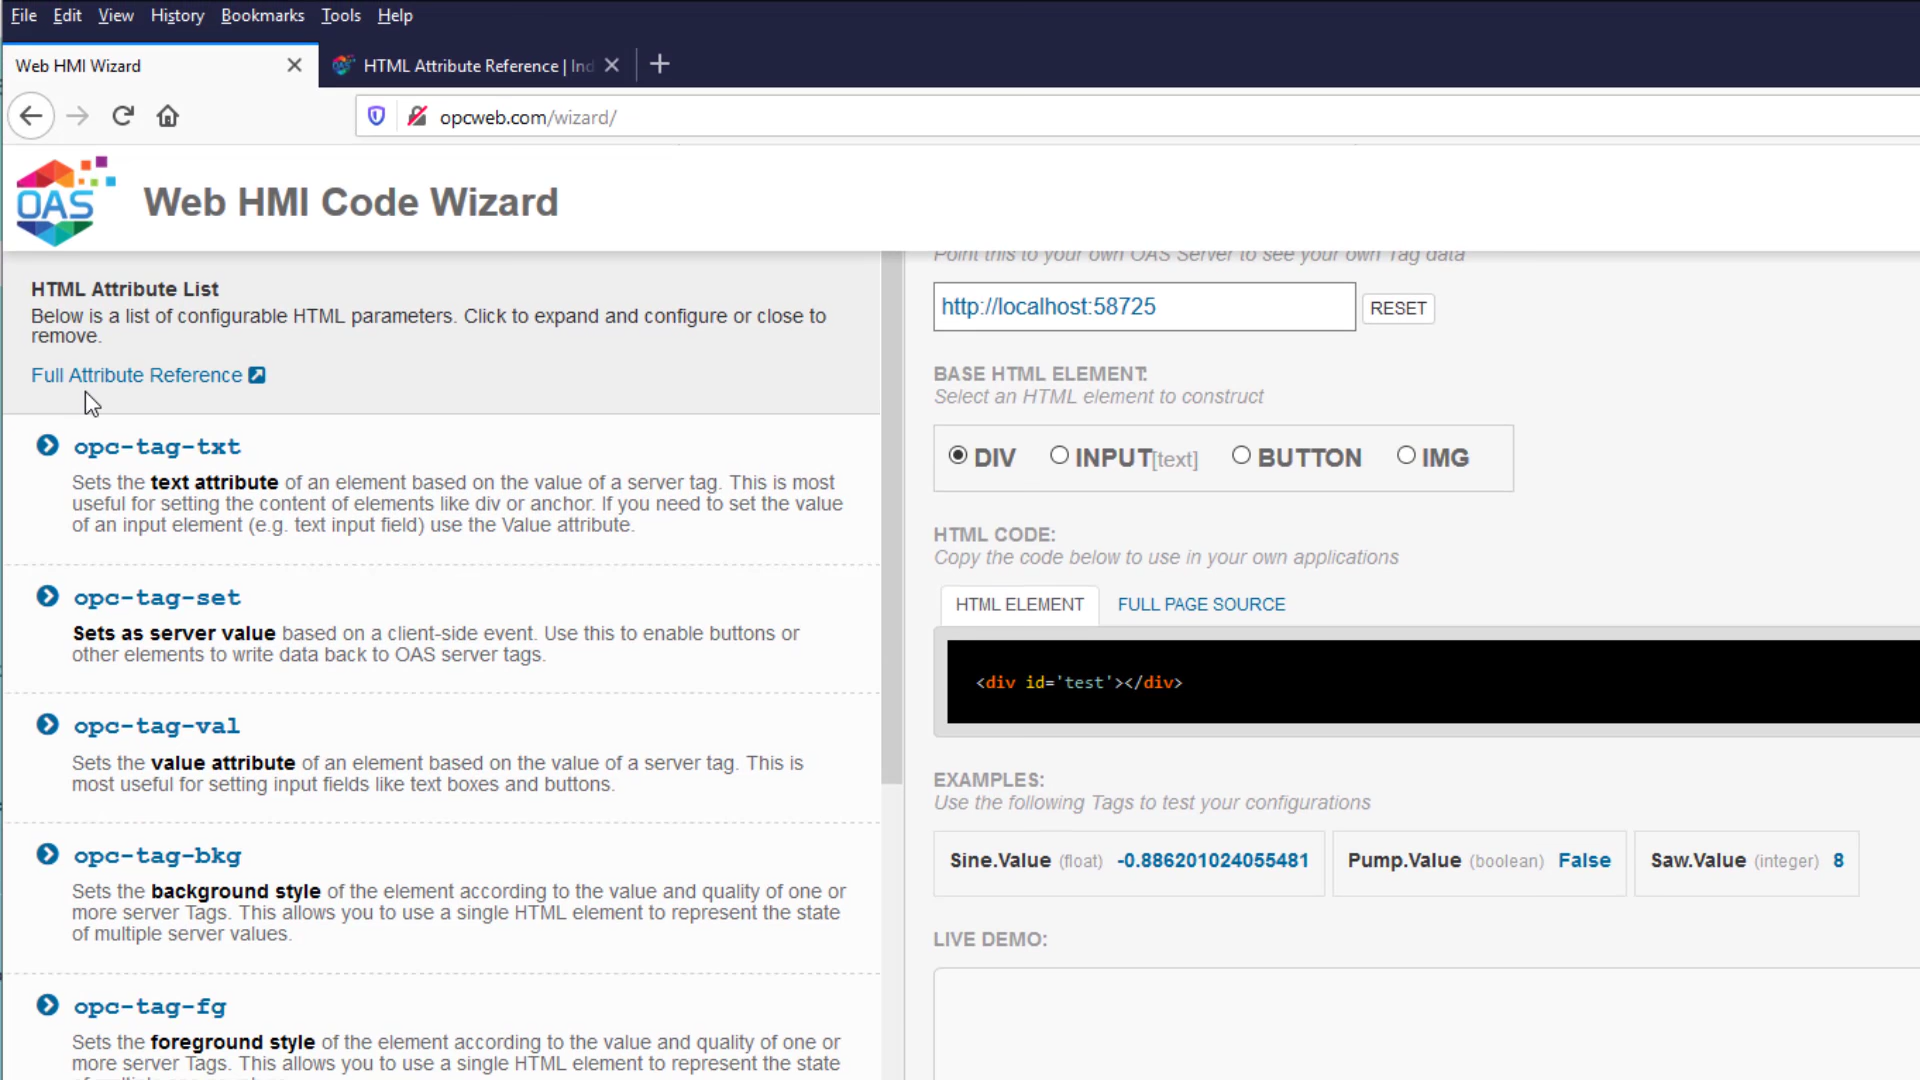 File Edit View History Bookmarks Tools Help
Web HMI Wizard
HTML Attribute Reference | Ind
opcweb.com/wizard/
OAS
Web HMI Code Wizard
HTML Attribute List
Below is a list of configurable HTML parameters. Click to expand and configure or close to
remove.
Full Attribute Reference
opc-tag-txt
Sets the text attribute of an element based on the value of a server tag. This is most
useful for setting the content of elements like div or anchor. If you need to set the value
of an input element (e.g. text input field) use the Value attribute.
opc-tag-set
Sets as server value based on a client-side event. Use this to enable buttons or
other elements to write data back to OAS server tags.
opc-tag-val
Sets the value attribute of an element based on the value of a server tag. This is
most useful for setting input fields like text boxes and buttons.
opc-tag-bkg
Sets the background style of the element according to the value and quality of one or
more server Tags. This allows you to use a single HTML element to represent the state
of multiple server values.
opc-tag-fg
Sets the foreground style of the element according to the value and quality of one or
more server Tags. This allows you to use a single HTML element to represent the state
Point this to your own OAS Server to see your own Tag data
http://localhost:58725
RESET
BASE HTML ELEMENT:
Select an HTML element to construct
DIV INPUT[text] BUTTON IMG
HTML CODE:
Copy the code below to use in your own applications
HTML ELEMENT FULL PAGE SOURCE
<div id='test'></div>
EXAMPLES:
Use the following Tags to test your configurations
Sine.Value (float) -0.886201024055481
Pump.Value (boolean) False
Saw.Value (integer) 8
LIVE DEMO: